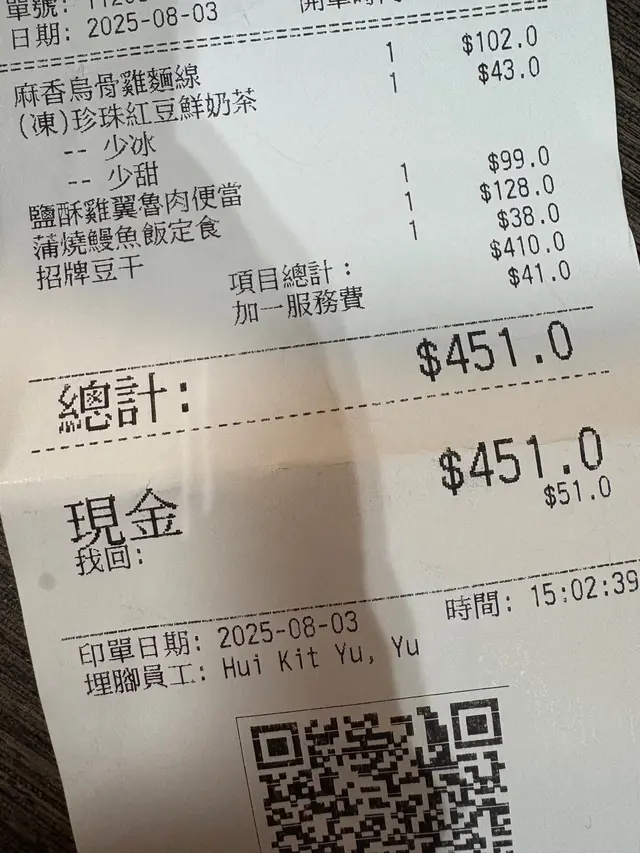 單號:
日期: 2025-08-03
麻香烏骨雞麵線 1 $102.0
(凍)珍珠紅豆鮮奶茶 1 $43.0
-- 少冰
-- 少甜
鹽酥雞翼魯肉便當 1 $99.0
蒲燒鰻魚飯定食 1 $128.0
招牌豆干 1 $38.0
項目總計: $410.0
加一服務費 $41.0
總計: $451.0
現金 $451.0
找回: $51.0
印單日期: 2025-08-03 時間: 15:02:39
埋腳員工: Hui Kit Yu, Yu